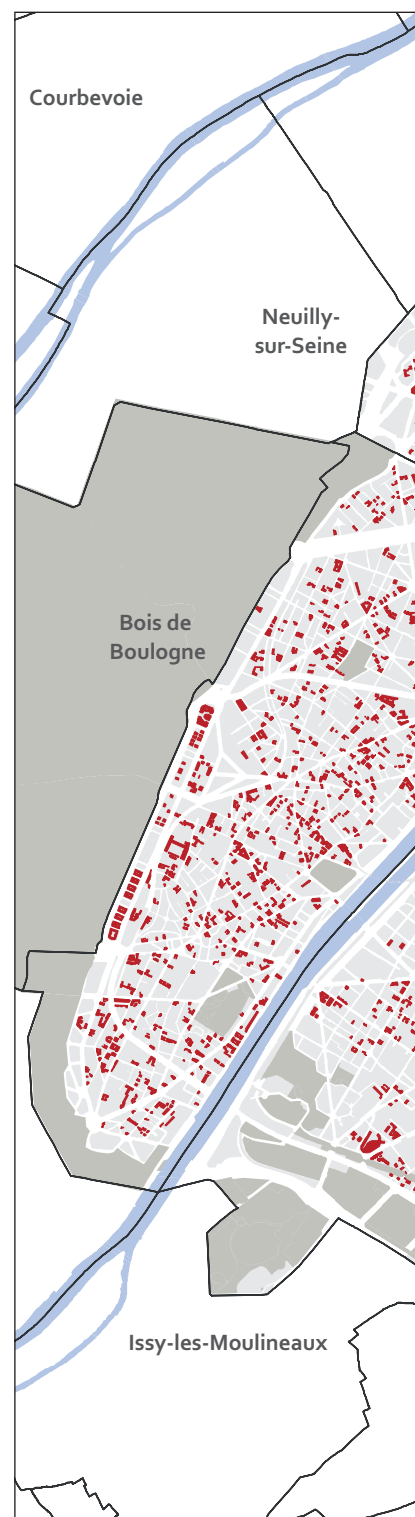 Courbevoie
Neuilly-
sur-Seine
Bois de
Boulogne
Issy-les-Moulineaux